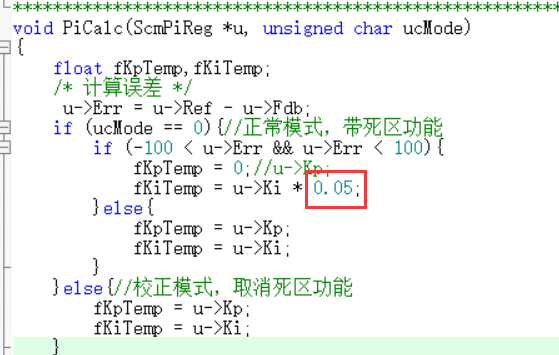 ************************************************************
void PiCalc(ScmPiReg *u, unsigned char ucMode)
{
    float fKpTemp,fKiTemp;
    /* 计算误差 */
     u->Err = u->Ref - u->Fdb;
    if (ucMode == 0){//正常模式，带死区功能
        if (-100 < u->Err && u->Err < 100){
            fKpTemp = 0;//u->Kp;
            fKiTemp = u->Ki * 0.05;
        }else{
            fKpTemp = u->Kp;
            fKiTemp = u->Ki;
        }
    }else{//校正模式，取消死区功能
        fKpTemp = u->Kp;
        fKiTemp = u->Ki;
    }